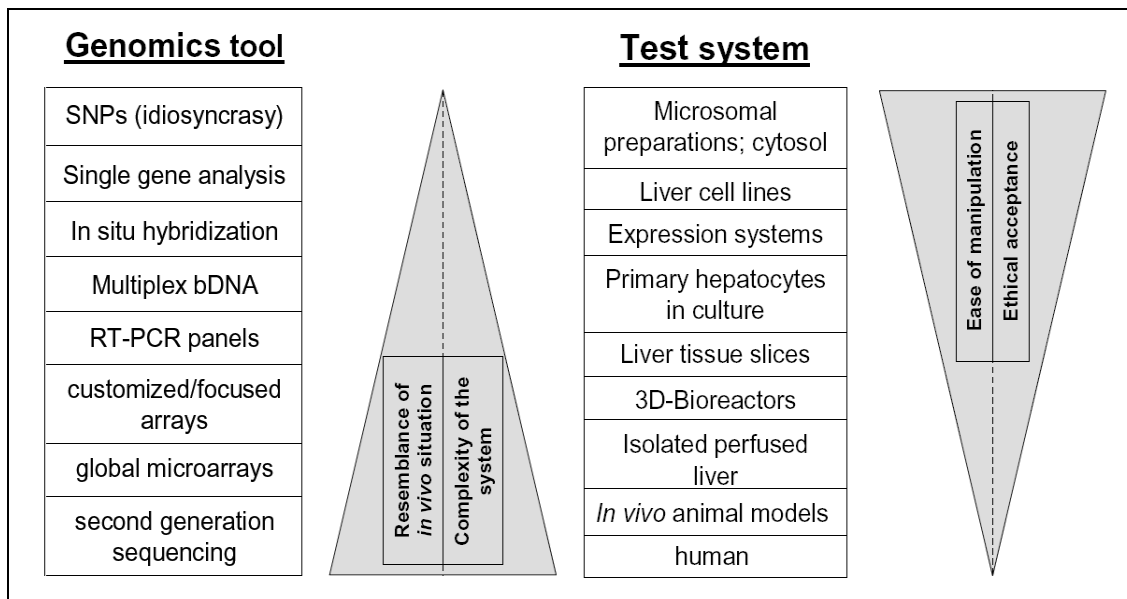 Genomics tool
SNPs (idiosyncrasy)
Single gene analysis
In situ hybridization
Multiplex bDNA
RT-PCR panels
customized/focused
arrays
global microarrays
second generation
sequencing
Resemblance of
in vivo situation
Complexity of the
system
Test system
Microsomal
preparations; cytosol
Liver cell lines
Expression systems
Primary hepatocytes
in culture
Liver tissue slices
3D-Bioreactors
Isolated perfused
liver
In vivo animal models
human
Ease of manipulation
Ethical acceptance